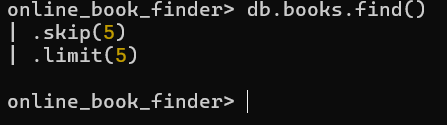 online_book_finder> db.books.find()
| .skip(5)
| .limit(5)
online_book_finder>